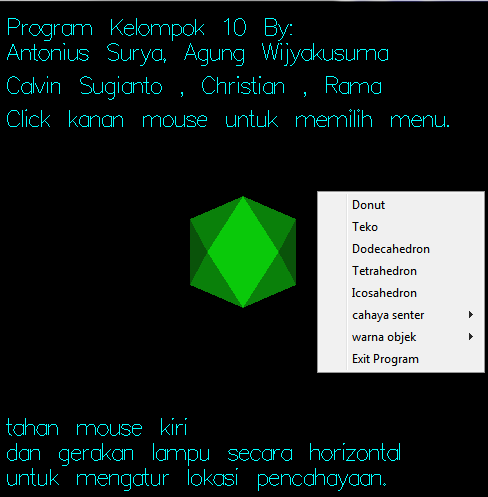 Program Kelompok 10 By:
Antonius Surya, Agung Wijyakusuma
Calvin Sugianto , Christian , Rama
Click kanan mouse untuk memilih menu.
Donut
Teko
Dodecahedron
Tetrahedron
Icosahedron
cahaya senter
warna objek
Exit Program
tahan mouse kiri
dan gerakan lampu secara horizontal
untuk mengatur lokasi pencahayaan.